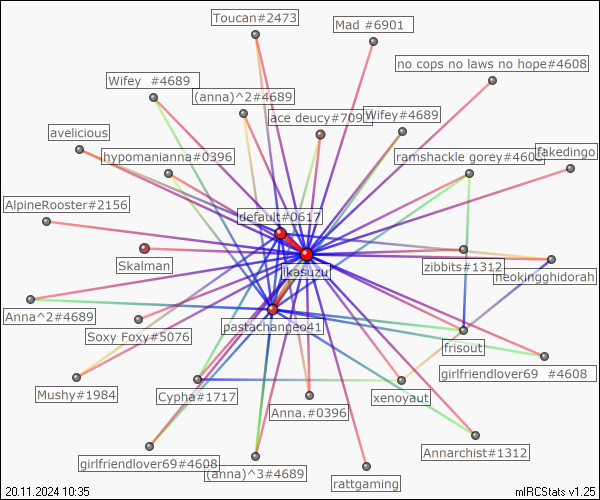 Toucan#2473
Mad #6901
no cops no laws no hope#4608
Wifey #4689
(anna)^2#4689
ace deucy#709
Wifey#4689
avelicious
hypomanianna#0396
ramshackle gorey#460
fakedingo
AlpineRooster#2156
default#0617
Skalman
ikasuzu
zibbits#1312
neokingghidorah
Anna^2#4689
Soxy Foxy#5076
pastachangeo41
frisout
girlfriendlover69 #4608
Mushy#1984
Cypha#1717
Anna.#0396
xenoyaut
Annarchist#1312
girlfriendlover69#4608
(anna)^3#4689
rattgaming
20.11.2024 10:35
mIRCStats v1.25